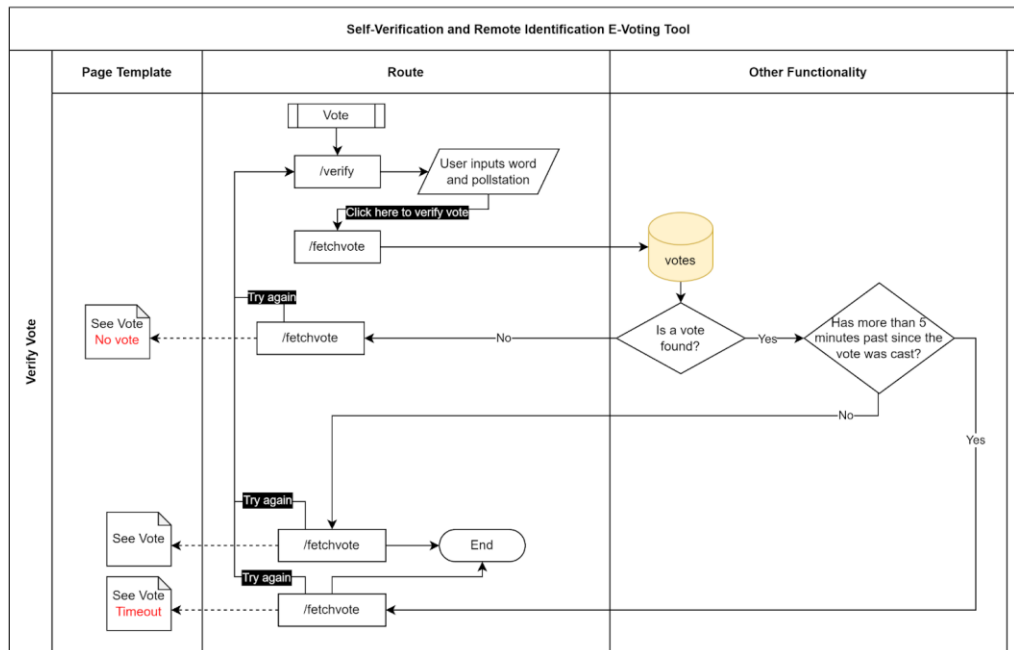 Self-Verification and Remote Identification E-Voting Tool
Page Template
Route
Other Functionality
Verify Vote
Vote
/verify
User inputs word
and pollstation
Click here to verify vote
/fetchvote
votes
Try again
See Vote
No vote
/fetchvote
No
Is a vote
found?
Yes
Has more than 5
minutes past since the
vote was cast?
No
Yes
Try again
See Vote
/fetchvote
End
Try again
See Vote
Timeout
/fetchvote